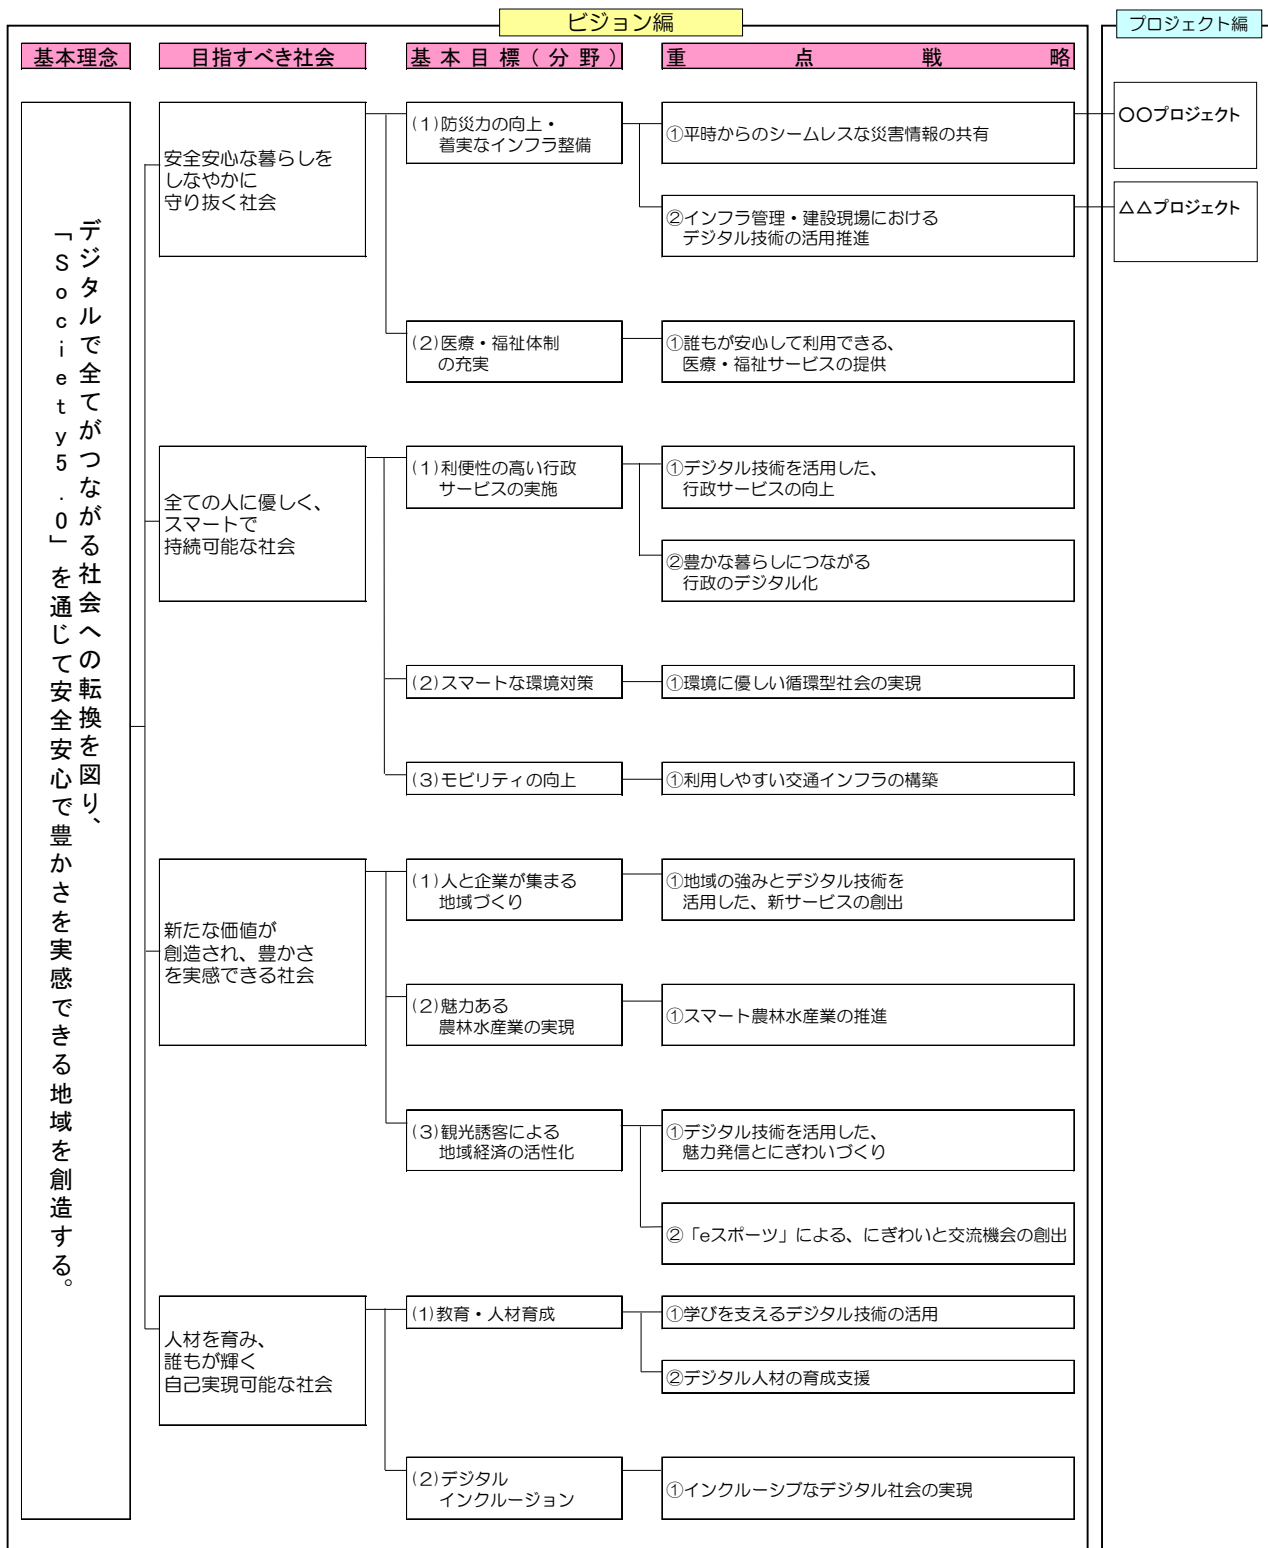 ビジョン編
プロジェクト編
基本理念
目指すべき社会
基本目標(分野)
重点戦略
デジタルで全てがつながる社会への転換を図り、
「Society5.0」を通じて安全安心で豊かさを実感できる地域を創造する。
安全安心な暮らしを
しなやかに
守り抜く社会
(1)防災力の向上・
着実なインフラ整備
①平時からのシームレスな災害情報の共有
〇〇プロジェクト
②インフラ管理・建設現場における
デジタル技術の活用推進
△△プロジェクト
(2)医療・福祉体制
の充実
①誰もが安心して利用できる、
医療・福祉サービスの提供
全ての人に優しく、
スマートで
持続可能な社会
(1)利便性の高い行政
サービスの実施
①デジタル技術を活用した、
行政サービスの向上
②豊かな暮らしにつながる
行政のデジタル化
(2)スマートな環境対策
①環境に優しい循環型社会の実現
(3)モビリティの向上
①利用しやすい交通インフラの構築
新たな価値が
創造され、豊かさ
を実感できる社会
(1)人と企業が集まる
地域づくり
①地域の強みとデジタル技術を
活用した、新サービスの創出
(2)魅力ある
農林水産業の実現
①スマート農林水産業の推進
(3)観光誘客による
地域経済の活性化
①デジタル技術を活用した、
魅力発信とにぎわいづくり
②「eスポーツ」による、にぎわいと交流機会の創出
人材を育み、
誰もが輝く
自己実現可能な社会
(1)教育・人材育成
①学びを支えるデジタル技術の活用
②デジタル人材の育成支援
(2)デジタル
インクルージョン
①インクルーシブなデジタル社会の実現